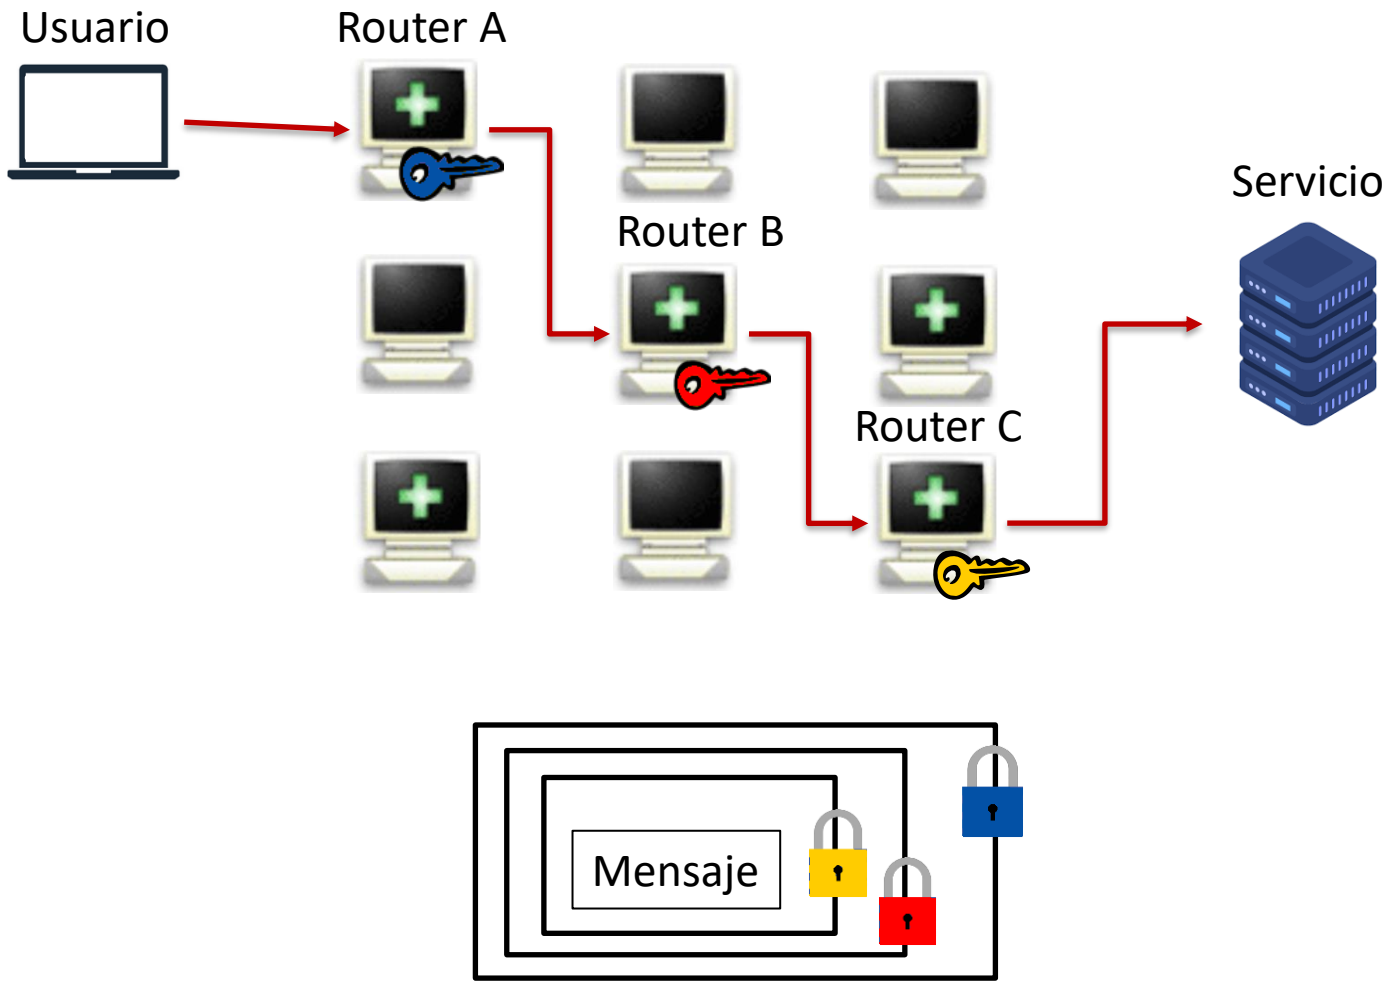 Usuario
Router A
Servicio
Router B
Router C
Mensaje